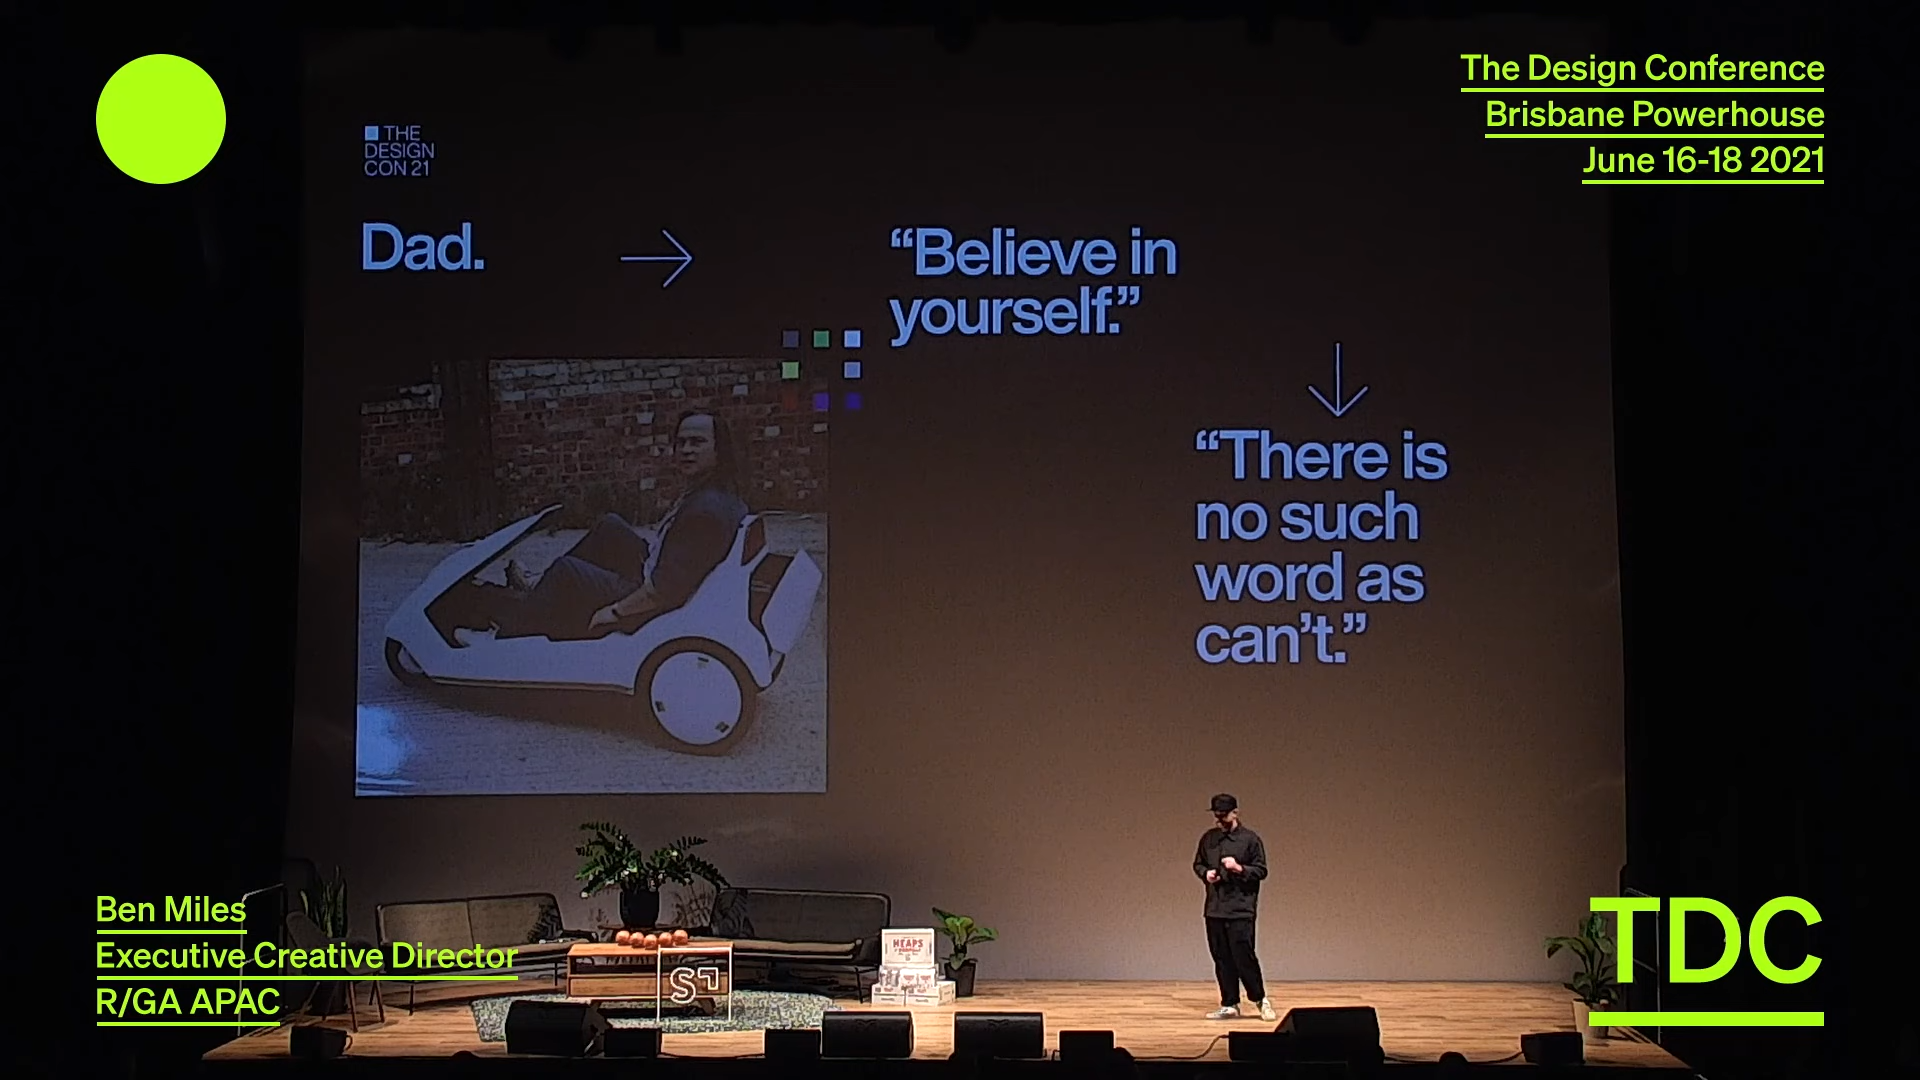 The Design Conference
Brisbane Powerhouse
June 16-18 2021
THE
DESIGN
CON 21
Dad.
“Believe in
yourself.”
“There is
no such
word as
can’t.”
Ben Miles
Executive Creative Director
R/GA APAC
HEAPS
TDC